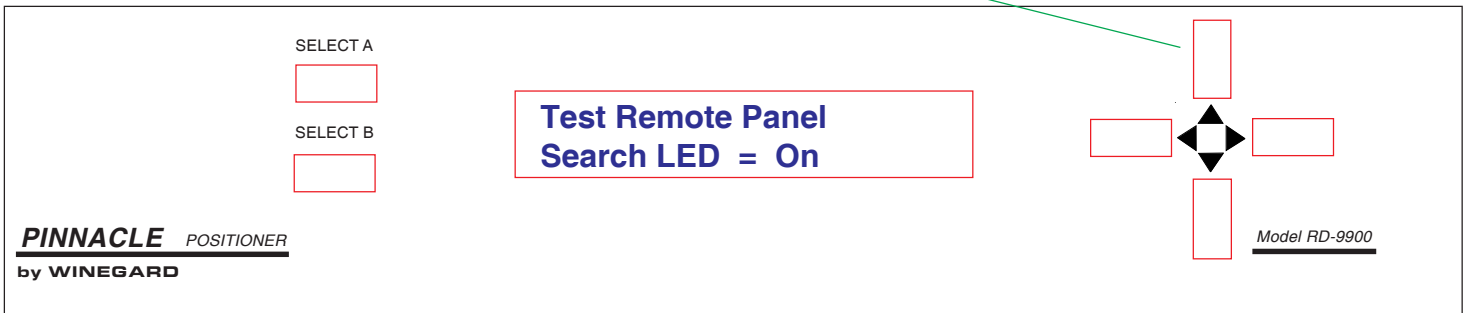 SELECT A
SELECT B
Test Remote Panel
Search LED = On
PINNACLE POSITIONER
by WINEGARD
Model RD-9900